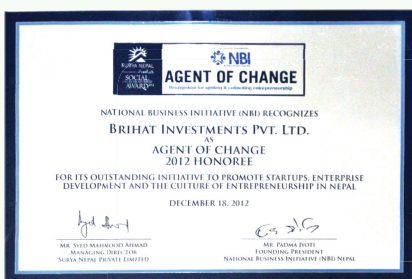 SURYA NEPAL
SOCIAL
AWARD
NBI
AGENT OF CHANGE
Recognition for igniting & cultivating entrepreneurship
NATIONAL BUSINESS INITIATIVE (NBI) RECOGNIZES
BRIHAT INVESTMENTS PVT. LTD.
AS
AGENT OF CHANGE
2012 HONOREE
FOR ITS OUTSTANDING INITIATIVE TO PROMOTE STARTUPS, ENTERPRISE
DEVELOPMENT AND THE CULTURE OF ENTREPRENEURSHIP IN NEPAL
DECEMBER 18, 2012
MR. SYED MAHMOOD AHMAD
MANAGING DIRECTOR
SURYA NEPAL PRIVATE LIMITED
MR. PADMA JYOTI
FOUNDING PRESIDENT
NATIONAL BUSINESS INITIATIVE (NBI) NEPAL